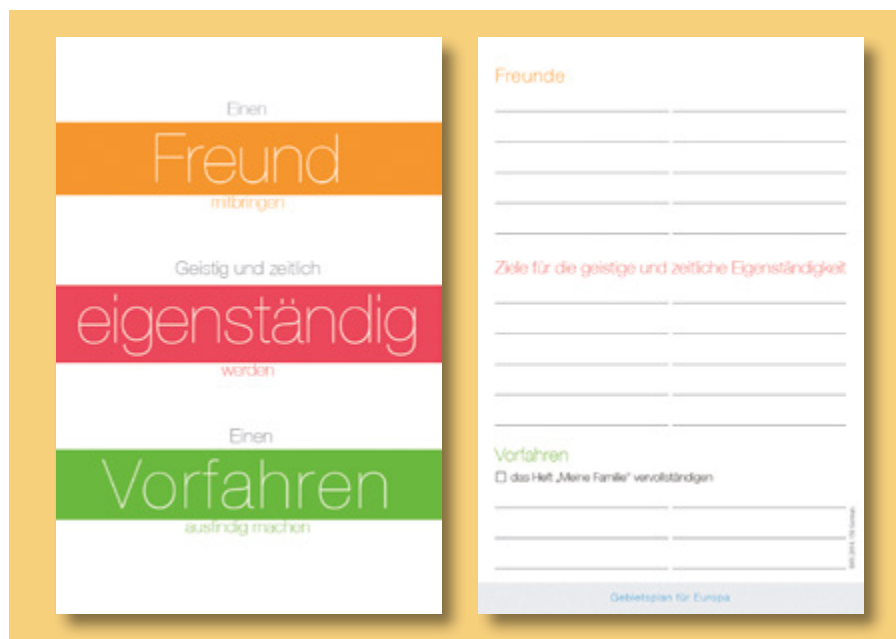 Einen
Freund
mitbringen
Geistig und zeitlich
eigenständig
werden
Einen
Vorfahren
ausfindig machen
Freunde
Ziele für die geistige und zeitliche Eigenständigkeit
Vorfahren
☐ das Heft „Meine Familie“ vervollständigen
Gebietsplan für Europa